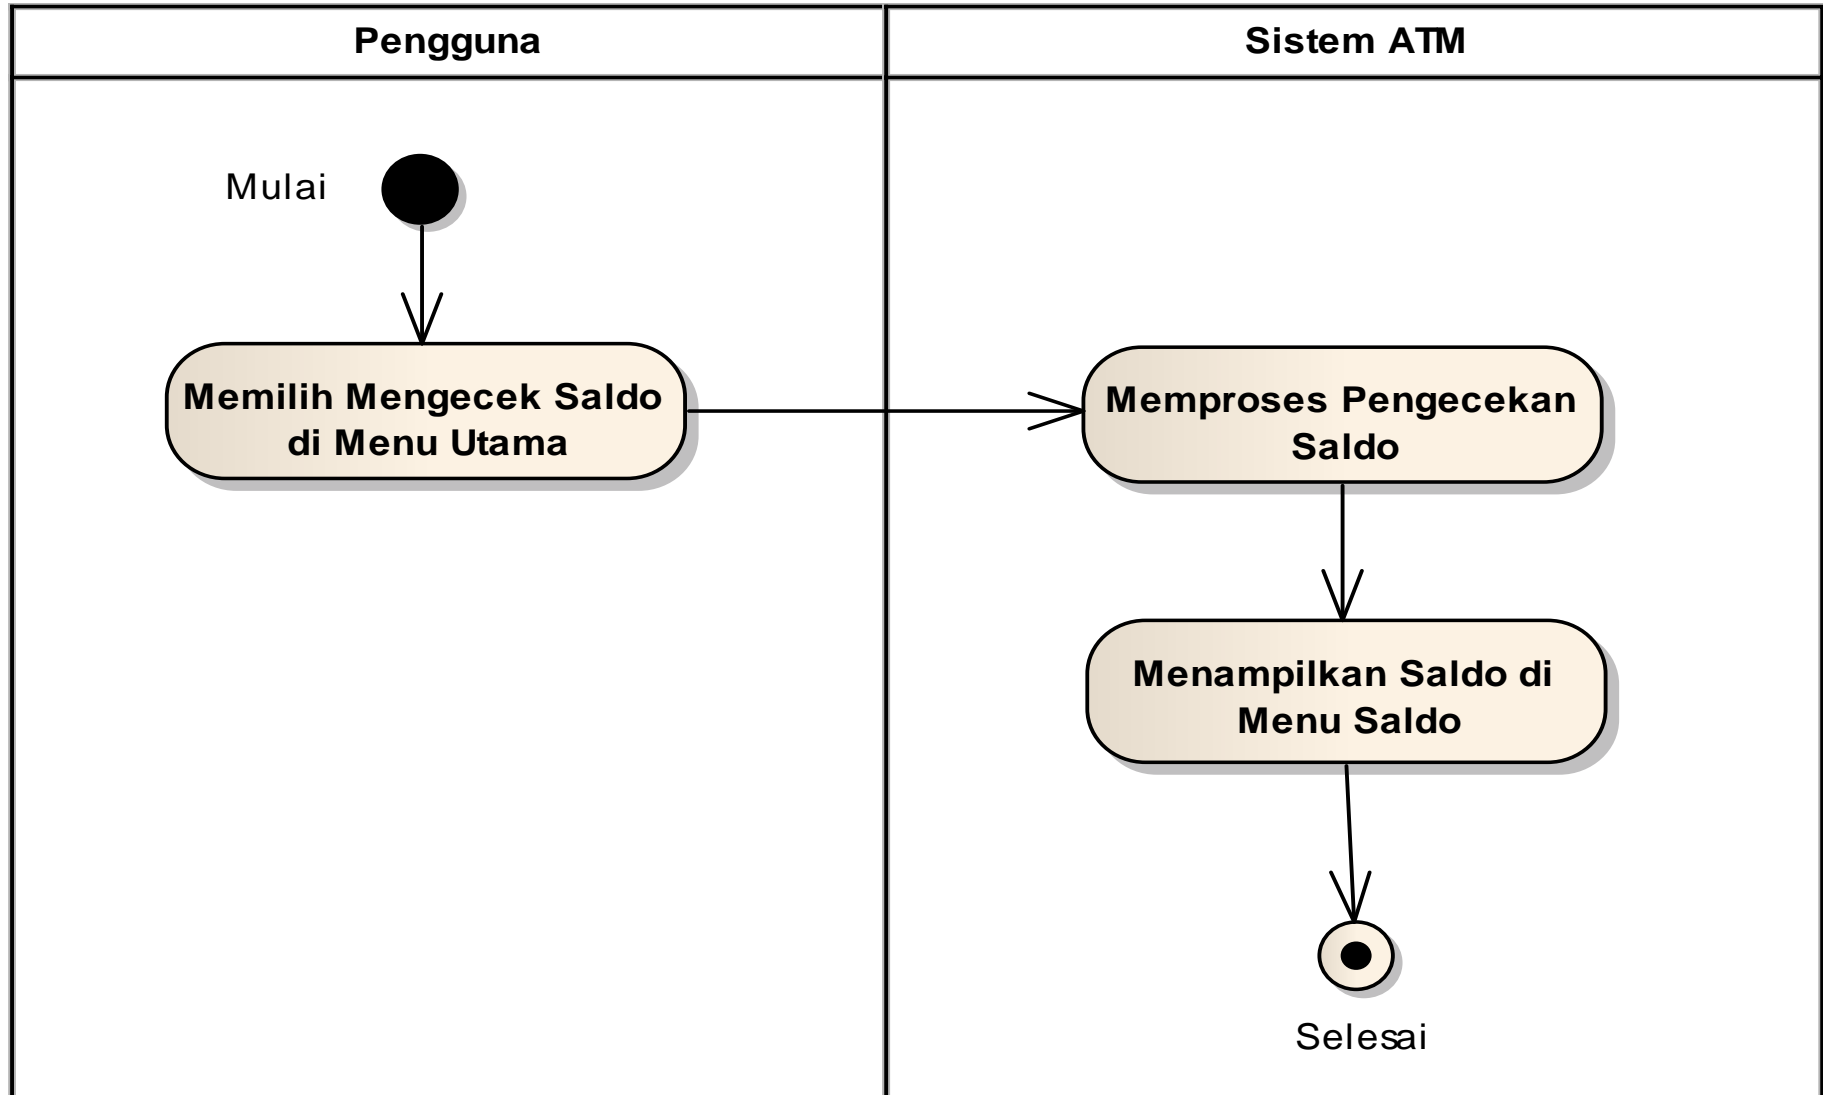 Pengguna
Sistem ATM
Mulai
Memilih Mengecek Saldo
di Menu Utama
Memproses Pengecekan
Saldo
Menampilkan Saldo di
Menu Saldo
Selesai